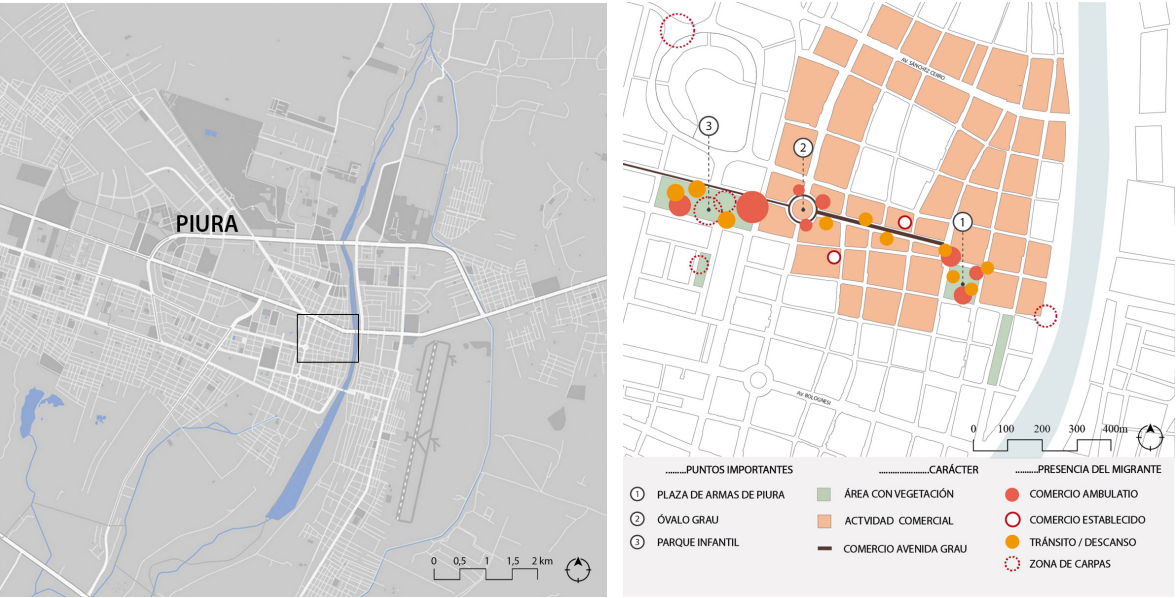 PIURA
0 0,5 1 1,5 2 km
AV. SÁNCHEZ CERRO
3
2
1
AV. BOLOGNESI
0 100 200 300 400m
.........PUNTOS IMPORTANTES
1 PLAZA DE ARMAS DE PIURA
2 ÓVALO GRAU
3 PARQUE INFANTIL
.....................CARÁCTER
ÁREA CON VEGETACIÓN
ACTVIDAD COMERCIAL
COMERCIO AVENIDA GRAU
.........PRESENCIA DEL MIGRANTE
COMERCIO AMBULATIO
COMERCIO ESTABLECIDO
TRÁNSITO / DESCANSO
ZONA DE CARPAS